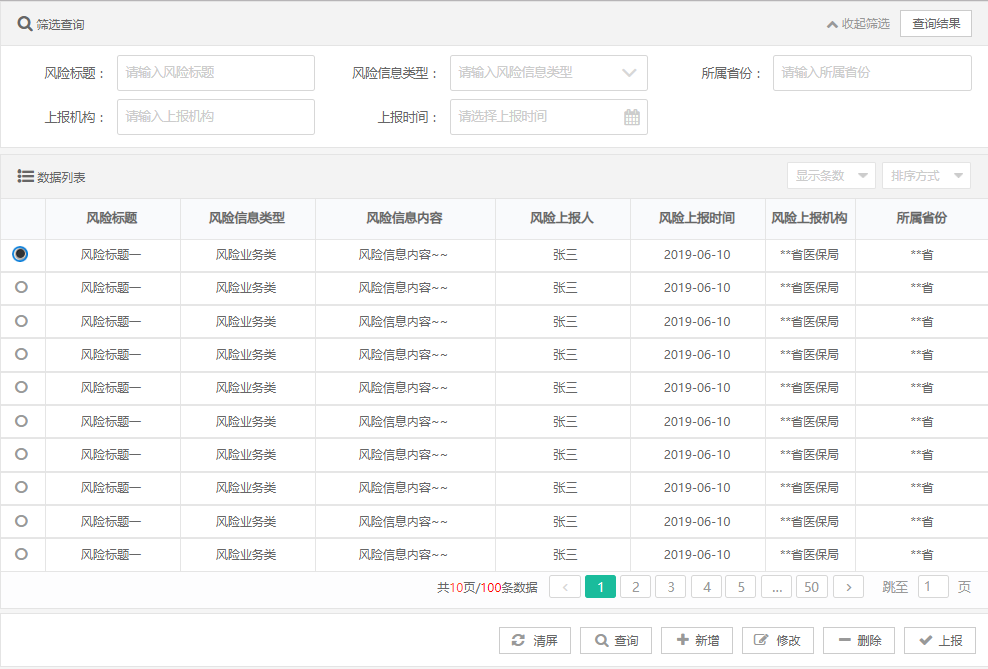 筛选查询 收起筛选 查询结果
风险标题： 请输入风险标题 风险信息类型： 请输入风险信息类型 所属省份： 请输入所属省份
上报机构： 请输入上报机构 上报时间： 请选择上报时间
数据列表 显示条数 排序方式
风险标题 风险信息类型 风险信息内容 风险上报人 风险上报时间 风险上报机构 所属省份
风险标题一 风险业务类 风险信息内容~~ 张三 2019-06-10 **省医保局 **省
风险标题一 风险业务类 风险信息内容~~ 张三 2019-06-10 **省医保局 **省
风险标题一 风险业务类 风险信息内容~~ 张三 2019-06-10 **省医保局 **省
风险标题一 风险业务类 风险信息内容~~ 张三 2019-06-10 **省医保局 **省
风险标题一 风险业务类 风险信息内容~~ 张三 2019-06-10 **省医保局 **省
风险标题一 风险业务类 风险信息内容~~ 张三 2019-06-10 **省医保局 **省
风险标题一 风险业务类 风险信息内容~~ 张三 2019-06-10 **省医保局 **省
风险标题一 风险业务类 风险信息内容~~ 张三 2019-06-10 **省医保局 **省
风险标题一 风险业务类 风险信息内容~~ 张三 2019-06-10 **省医保局 **省
风险标题一 风险业务类 风险信息内容~~ 张三 2019-06-10 **省医保局 **省
共10页/100条数据 < 1 2 3 4 5 ... 50 > 跳至 1 页
清屏 查询 新增 修改 删除 上报